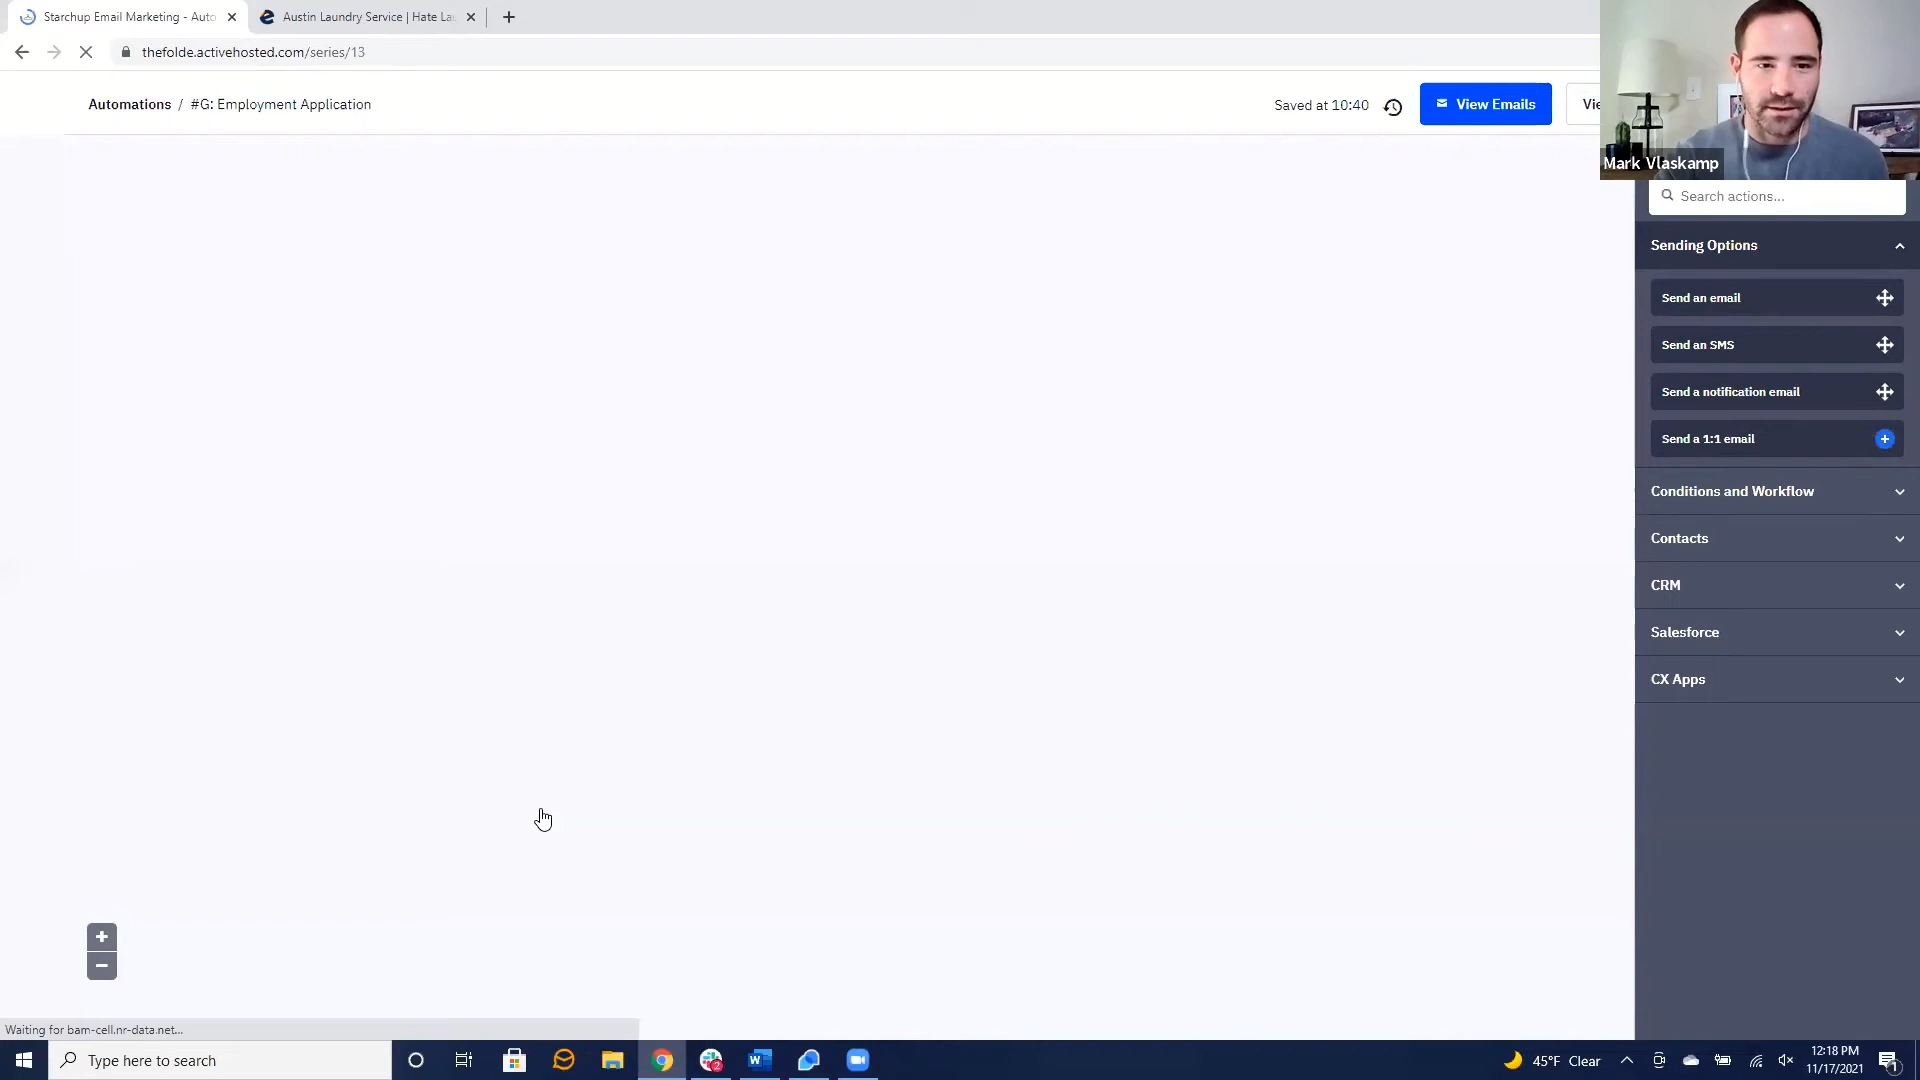 Starchup Email Marketing - Auto
Austin Laundry Service | Hate La
thefolde.activehosted.com/series/13
Automations / #G: Employment Application
Saved at 10:40
View Emails
Vie
Mark Vlaskamp
Search actions...
Sending Options
Send an email
Send an SMS
Send a notification email
Send a 1:1 email
Conditions and Workflow
Contacts
CRM
Salesforce
CX Apps
Waiting for bam-cell.nr-data.net...
Type here to search
45°F Clear
12:18 PM
11/17/2021